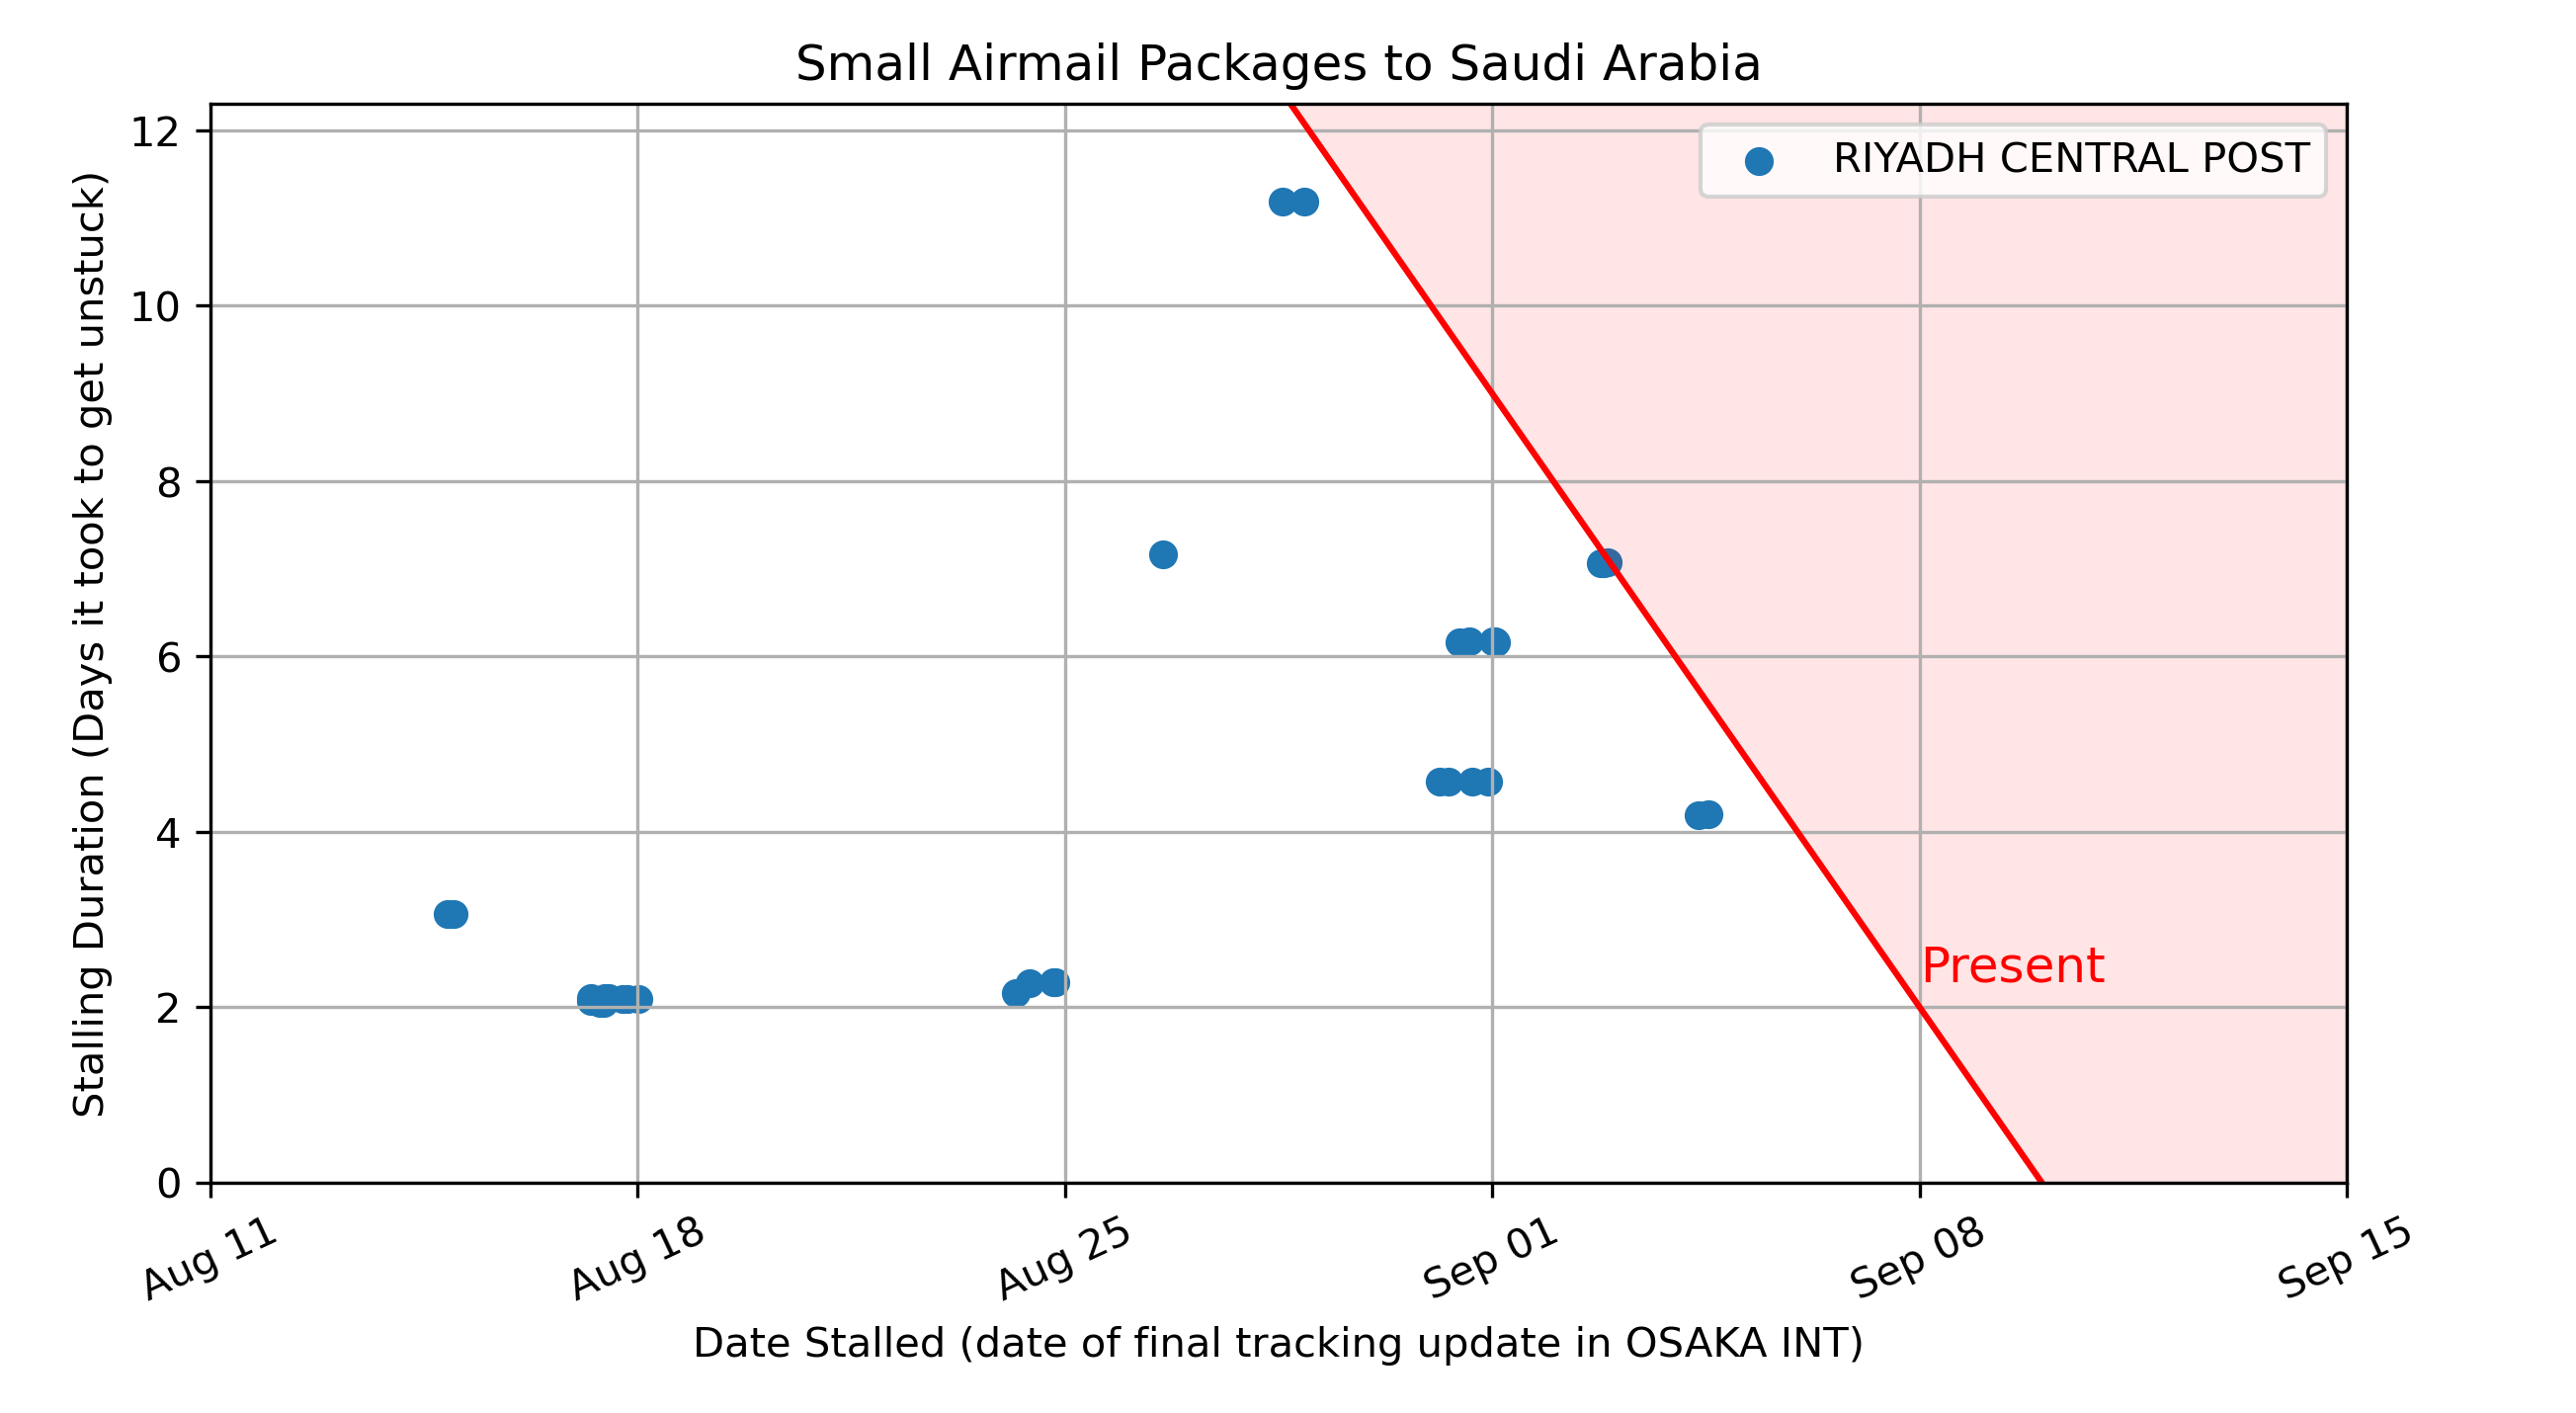 Small Airmail Packages to Saudi Arabia
RIYADH CENTRAL POST
Stalling Duration (Days it took to get unstuck)
12
10
8
6
4
2
0
Present
Aug 11
Aug 18
Aug 25
Sep 01
Sep 08
Sep 15
Date Stalled (date of final tracking update in OSAKA INT)